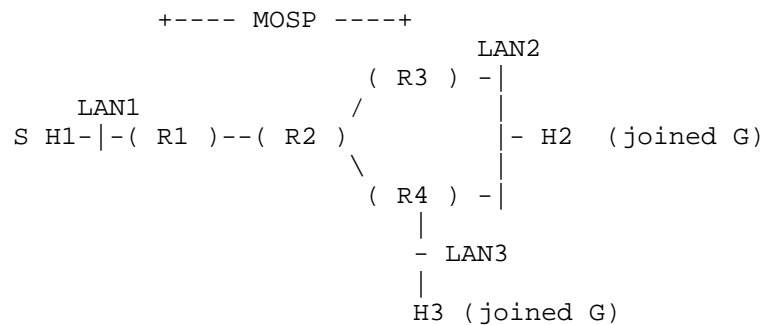 +---- MOSP ----+
LAN2
( R3 ) -|
LAN1 / |
S H1-|-( R1 )--( R2 ) |- H2 (joined G)
\ |
( R4 ) -|
|
- LAN3
|
H3 (joined G)